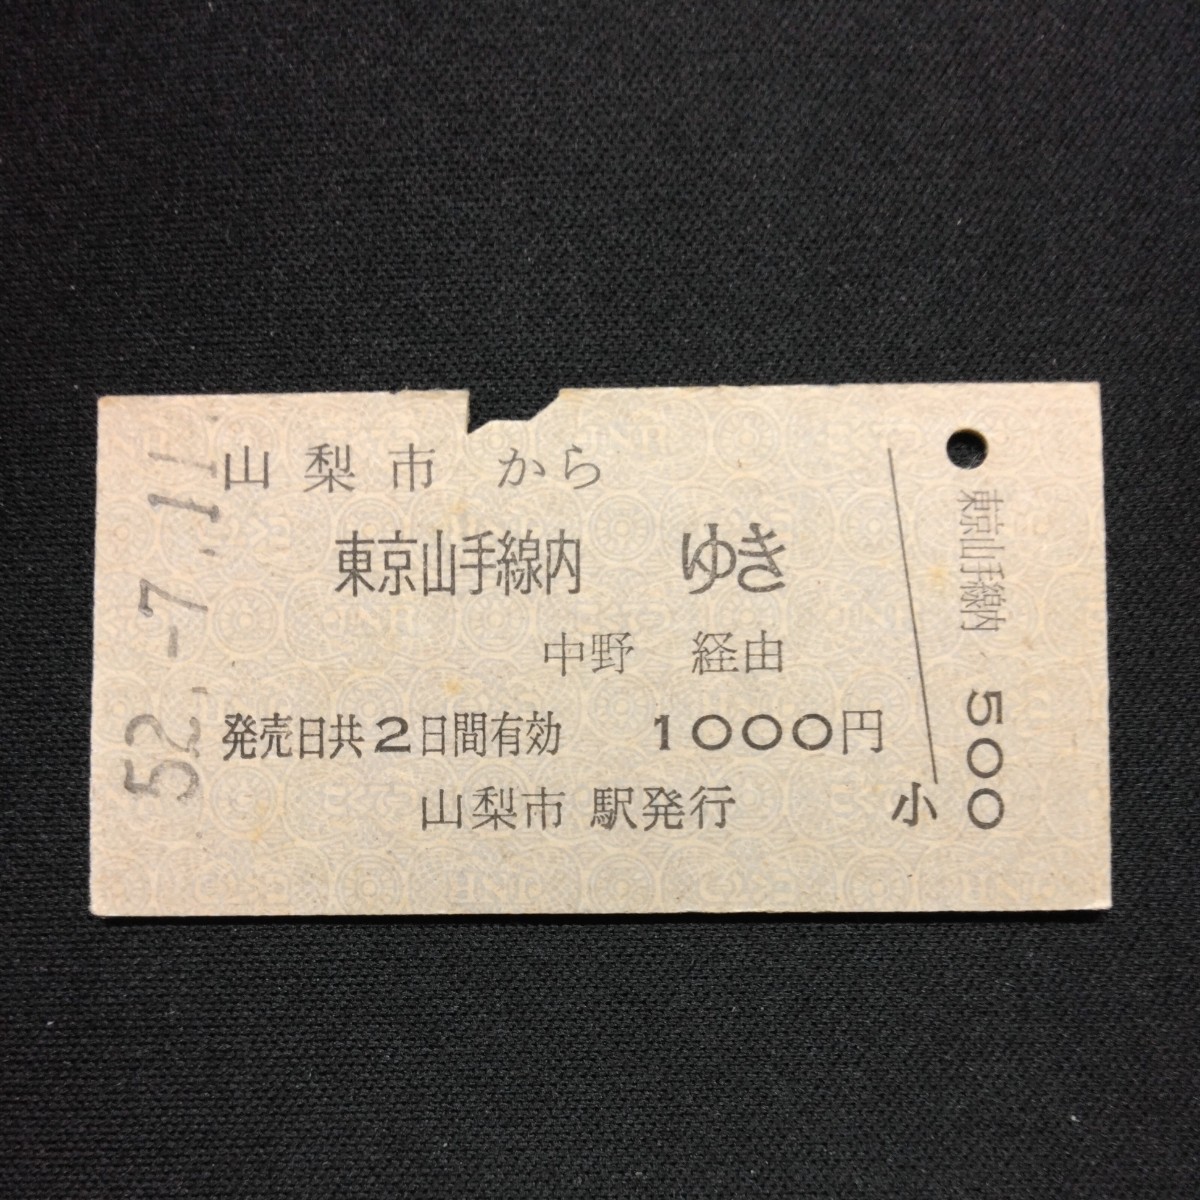 52.-7.11
山梨市 から
東京山手線内 ゆき
中野 経由
発売日共2日間有効 1000円
山梨市 駅発行
小
東京山手線内 500